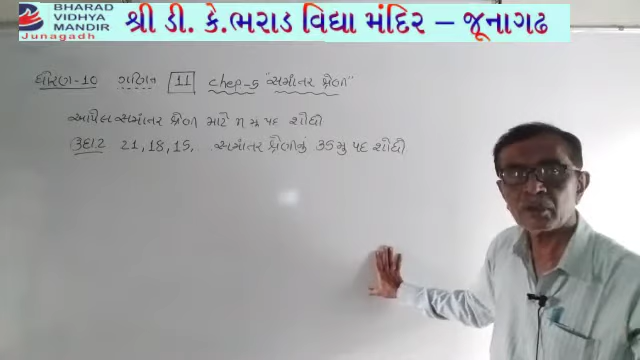 BHARAD
VIDHYA
MANDIR
Junagadh
શ્રી ડી. કે.ભરાડ વિદ્યા મંદિર – જૂનાગઢ
ધોરણ-10 ગણિત 11 chep-5 "સમાંતર શ્રેણી"
આપેલ સમાંતર શ્રેણી માટે n મુ પદ શોધો
ઉદા૨ 21,18,15,.. સમાંતર શ્રેણીનું 35મુ પદ શોધો